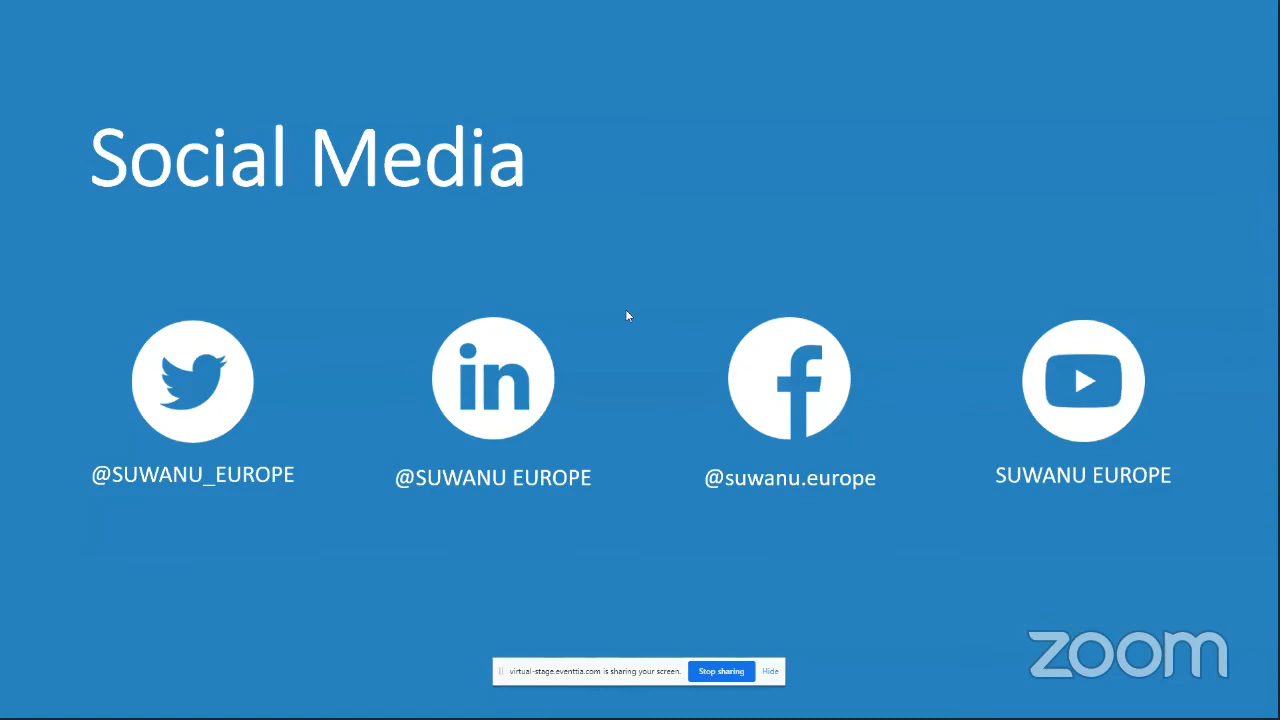 Social Media
@SUWANU_EUROPE
@SUWANU EUROPE
@suwanu.europe
SUWANU EUROPE
zoom
virtual-stage.eventtia.com is sharing your screen.
Stop sharing
Hide